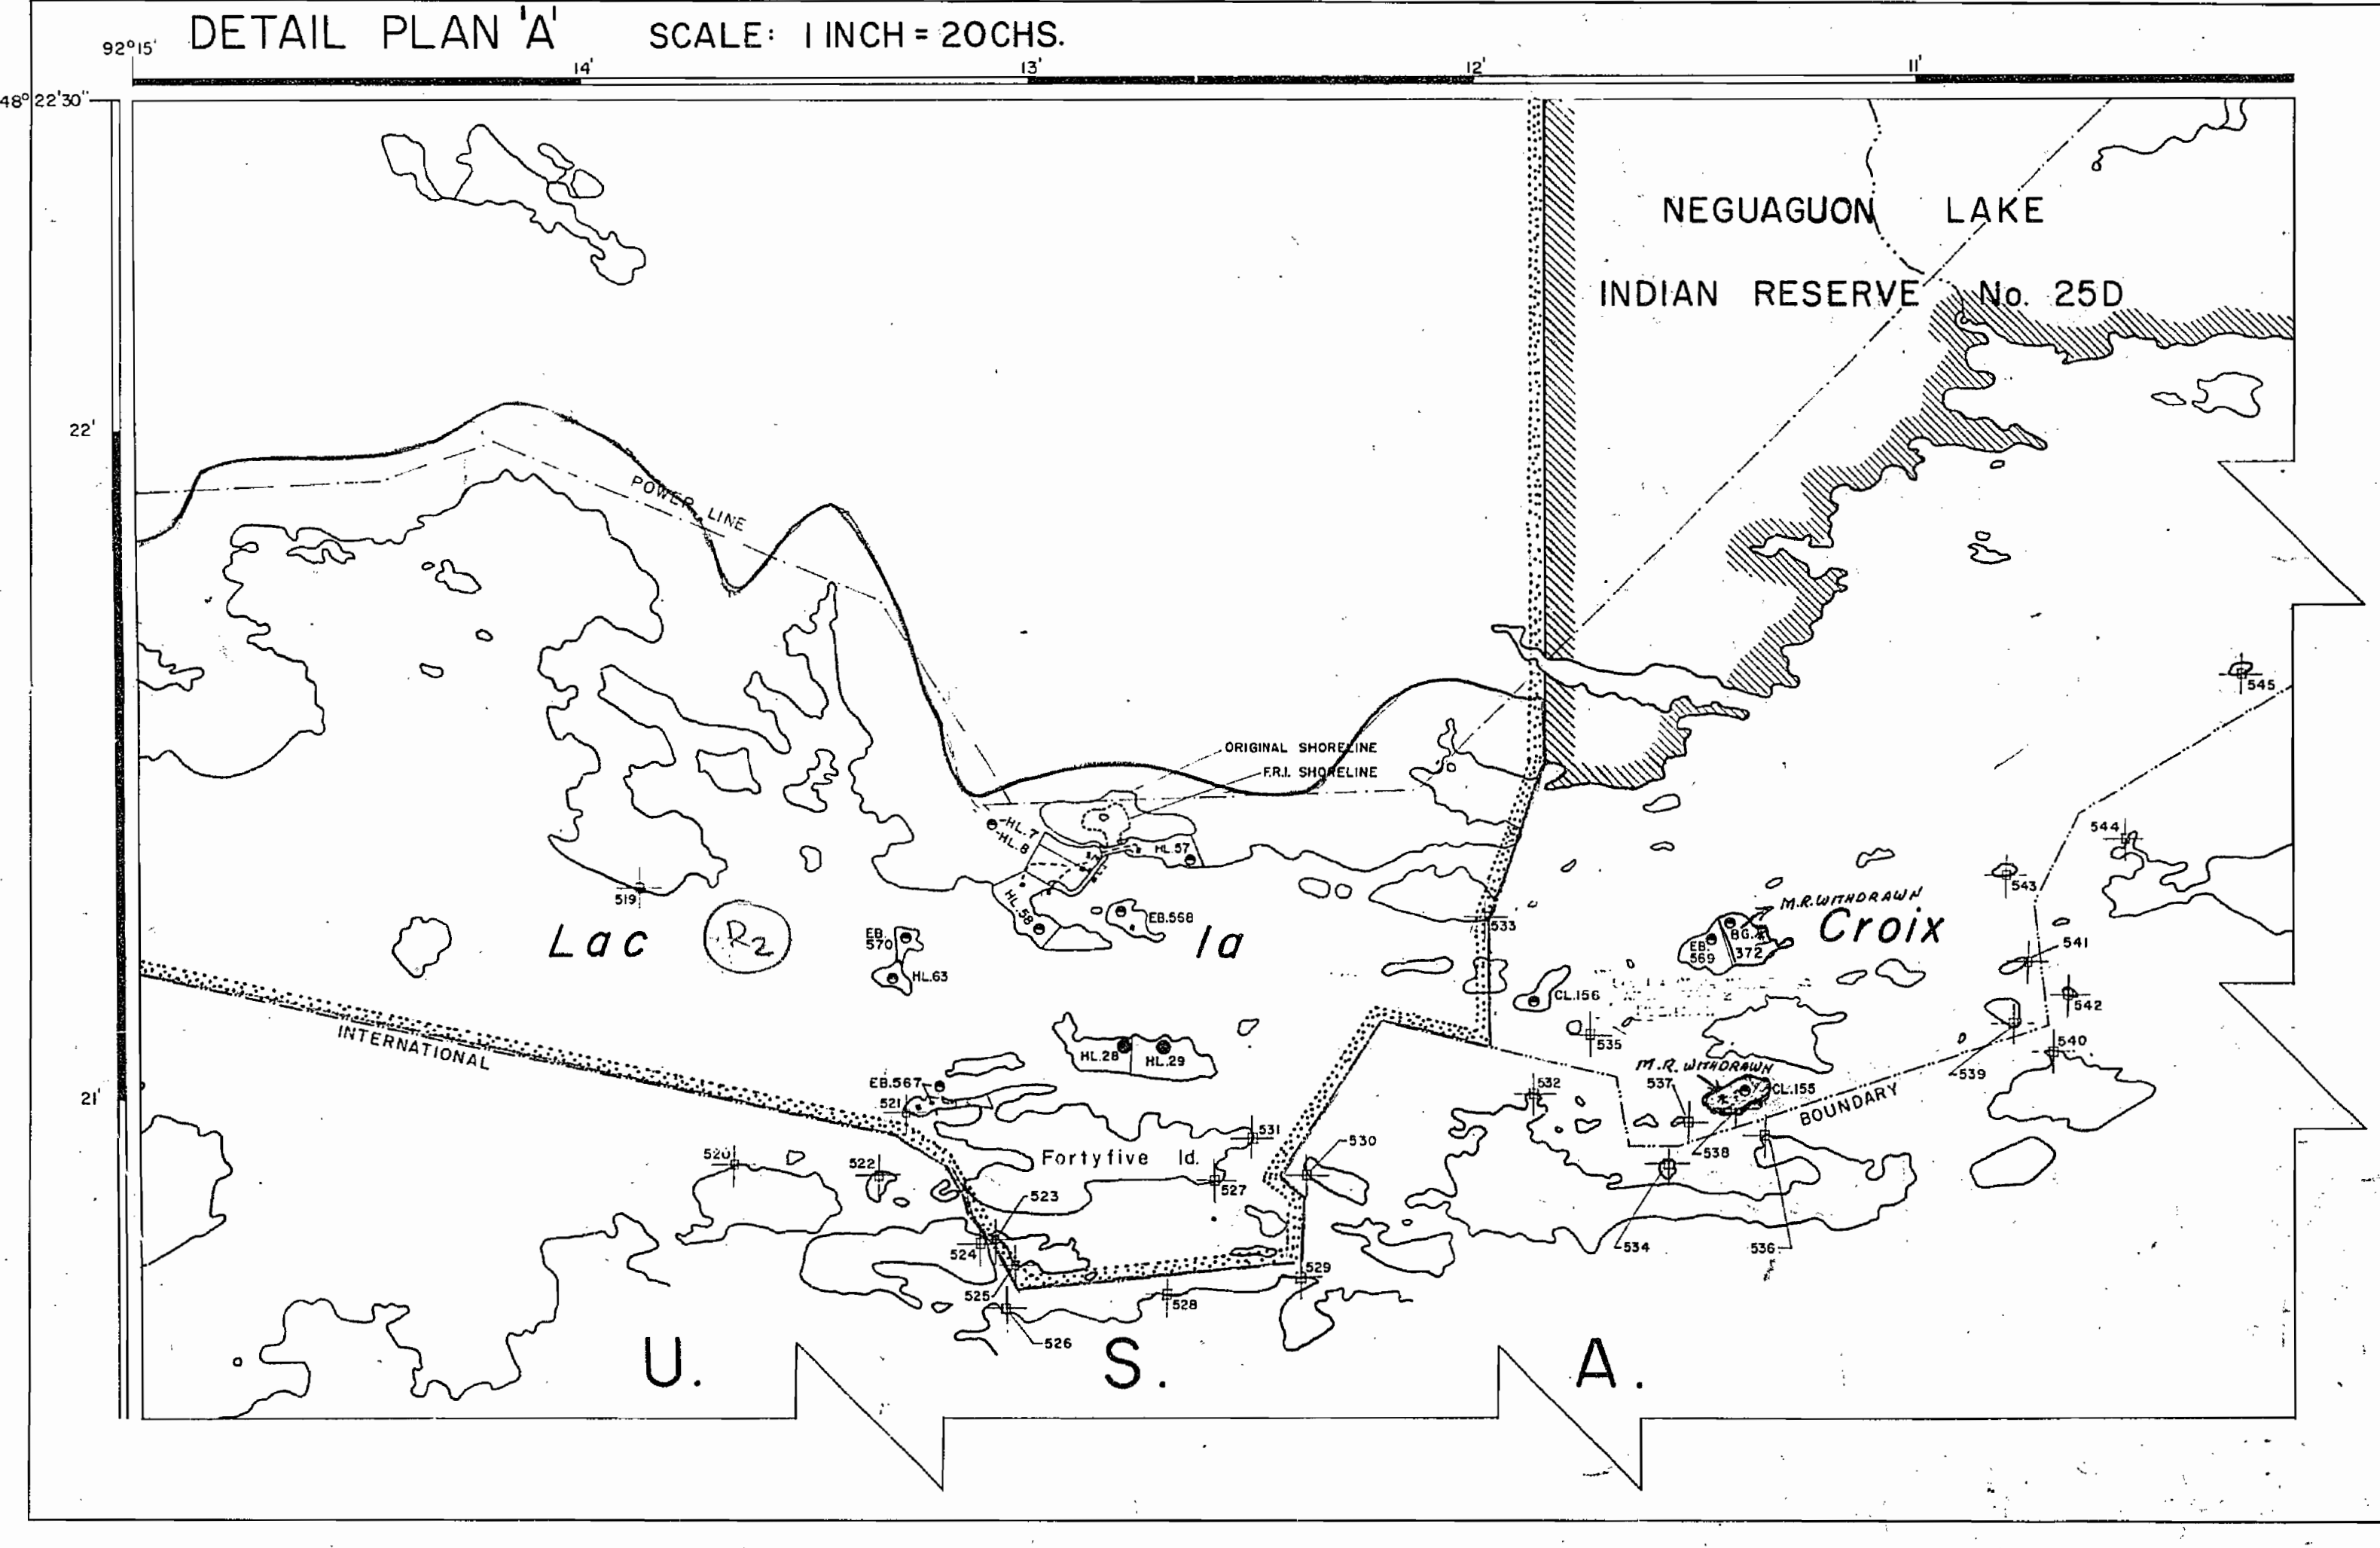 DETAIL PLAN 'A' SCALE: 1 INCH = 20CHS.
92°15' 14' 13' 12' 11'
48°22'30"
NEGUAGUON LAKE
INDIAN RESERVE No. 25D
22'
POWER LINE
545
ORIGINAL SHORELINE
F.R.I. SHORELINE
HL.7
HL.8
HL.57
544
543
519
HL.58
EB.568
M.R. WITHDRAWN
Lac R2 la Croix
EB. 570
533
EB. 569
BG.
372
541
HL.63
CL.156
542
INTERNATIONAL
535
540
HL.28 HL.29
M.R. WITHDRAWN
539
EB.567
532
537
CL.155
21'
521
BOUNDARY
531
530
520
522
Fortyfive Id.
538
527
523
524
534
536
529
525
528
526
U. S. A.